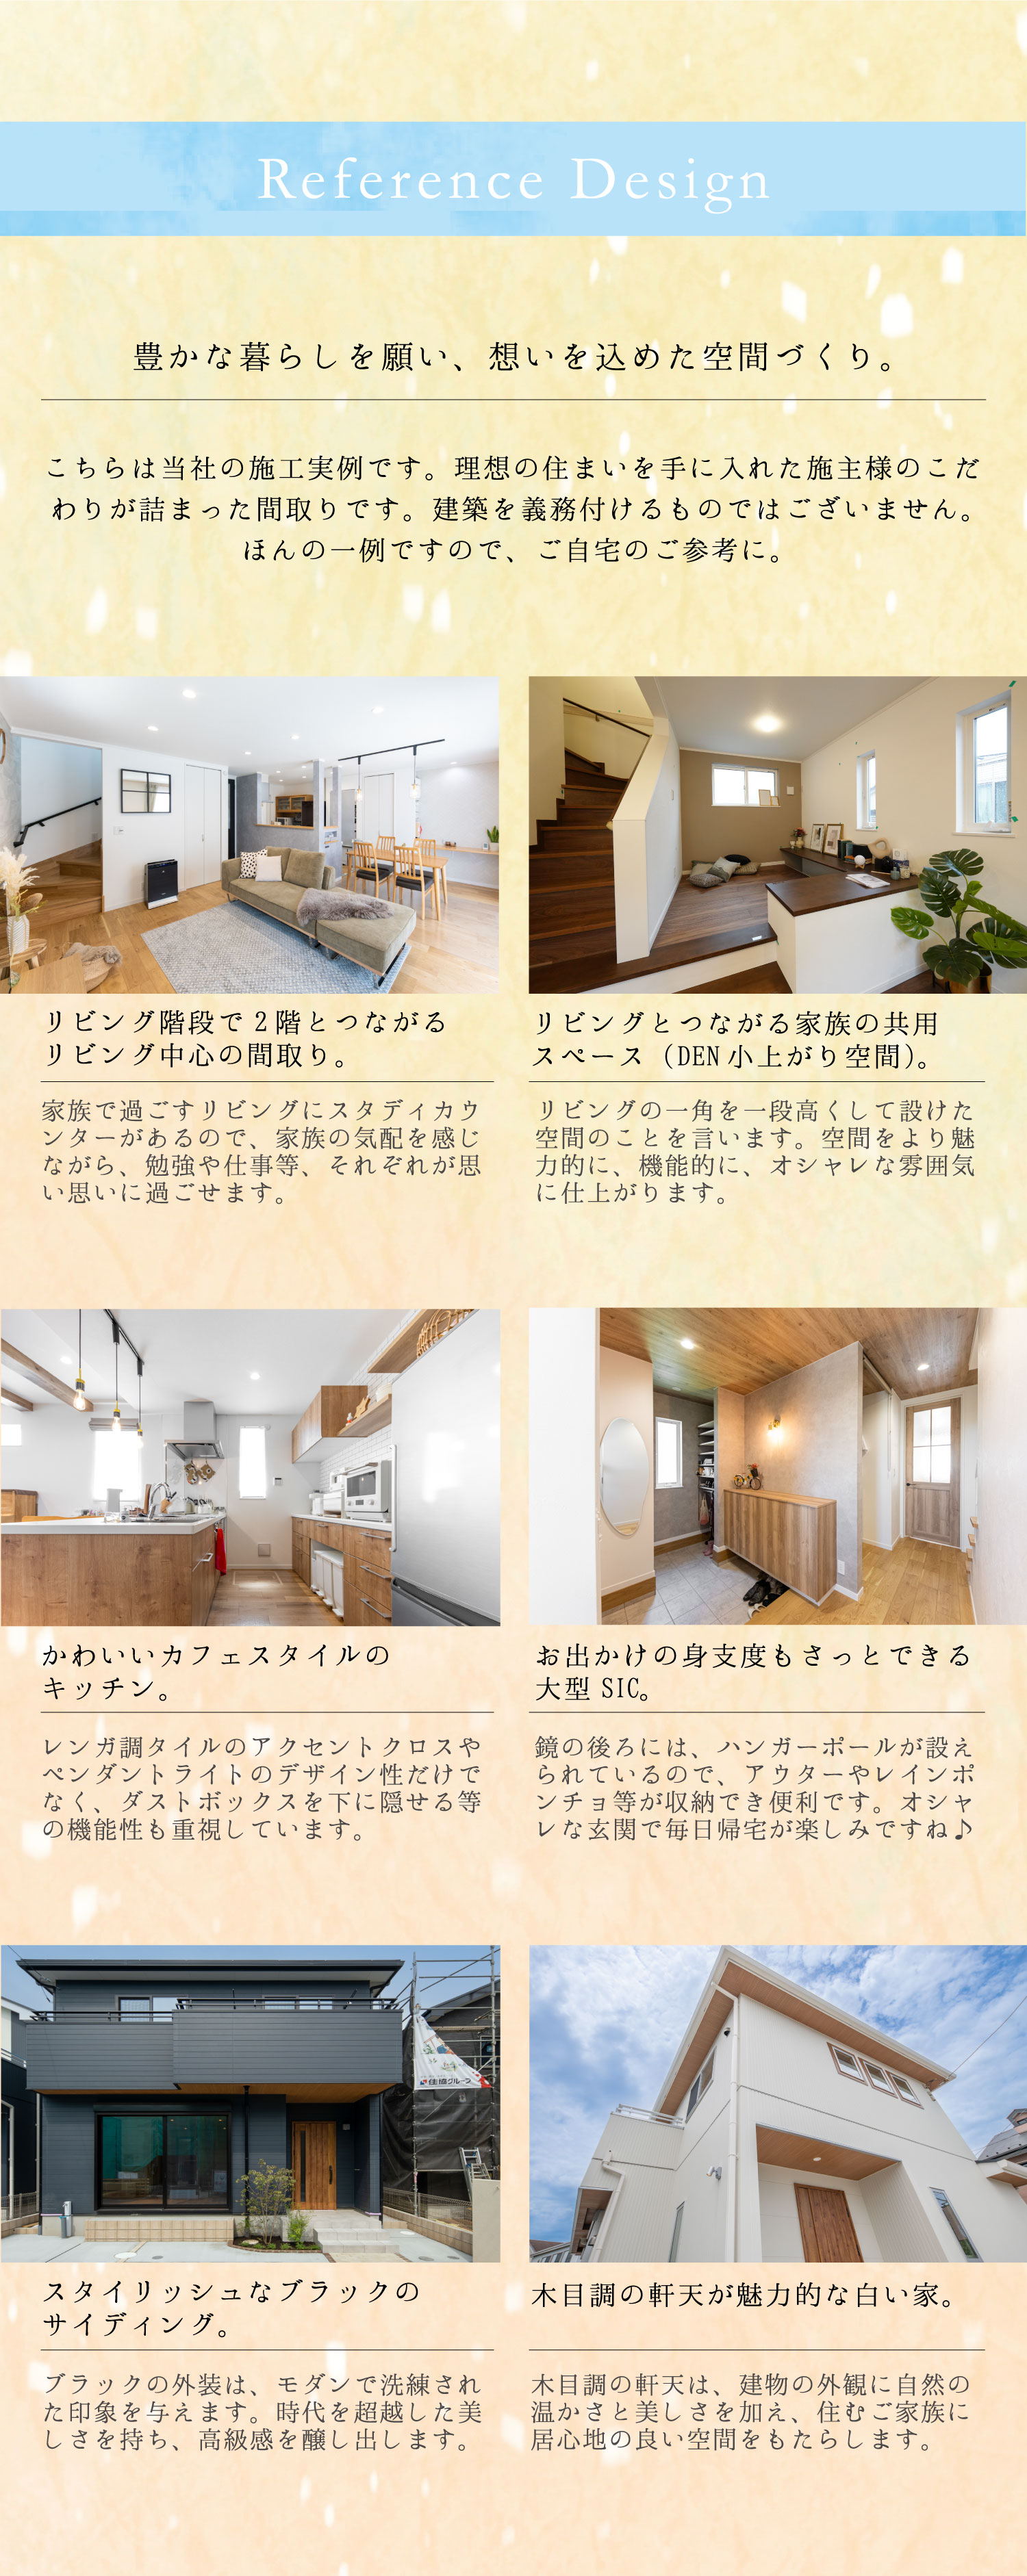 Reference Design
豊かな暮らしを願い、想いを込めた空間づくり。
こちらは当社の施工実例です。理想の住まいを手に入れた施主様のこだ
わりが詰まった間取りです。建築を義務付けるものではございません。
ほんの一例ですので、ご自宅のご参考に。
リビング階段で2階とつながる
リビング中心の間取り。
家族で過ごすリビングにスタディカウ
ンターがあるので、家族の気配を感じ
ながら、勉強や仕事等、それぞれが思
い思いに過ごせます。
リビングとつながる家族の共用
スペース（DEN小上がり空間）。
リビングの一角を一段高くして設けた
空間のことを言います。空間をより魅
力的に、機能的に、オシャレな雰囲気
に仕上がります。
かわいいカフェスタイルの
キッチン。
レンガ調タイルのアクセントクロスや
ペンダントライトのデザイン性だけで
なく、ダストボックスを下に隠せる等
の機能性も重視しています。
お出かけの身支度もさっとできる
大型SIC。
鏡の後ろには、ハンガーポールが設え
られているので、アウターやレインポ
ンチョ等が収納でき便利です。オシャ
レな玄関で毎日帰宅が楽しみですね♪
住協グループ
スタイリッシュなブラックの
サイディング。
ブラックの外装は、モダンで洗練され
た印象を与えます。時代を超越した美
しさを持ち、高級感を醸し出します。
木目調の軒天が魅力的な白い家。
木目調の軒天は、建物の外観に自然の
温かさと美しさを加え、住むご家族に
居心地の良い空間をもたらします。